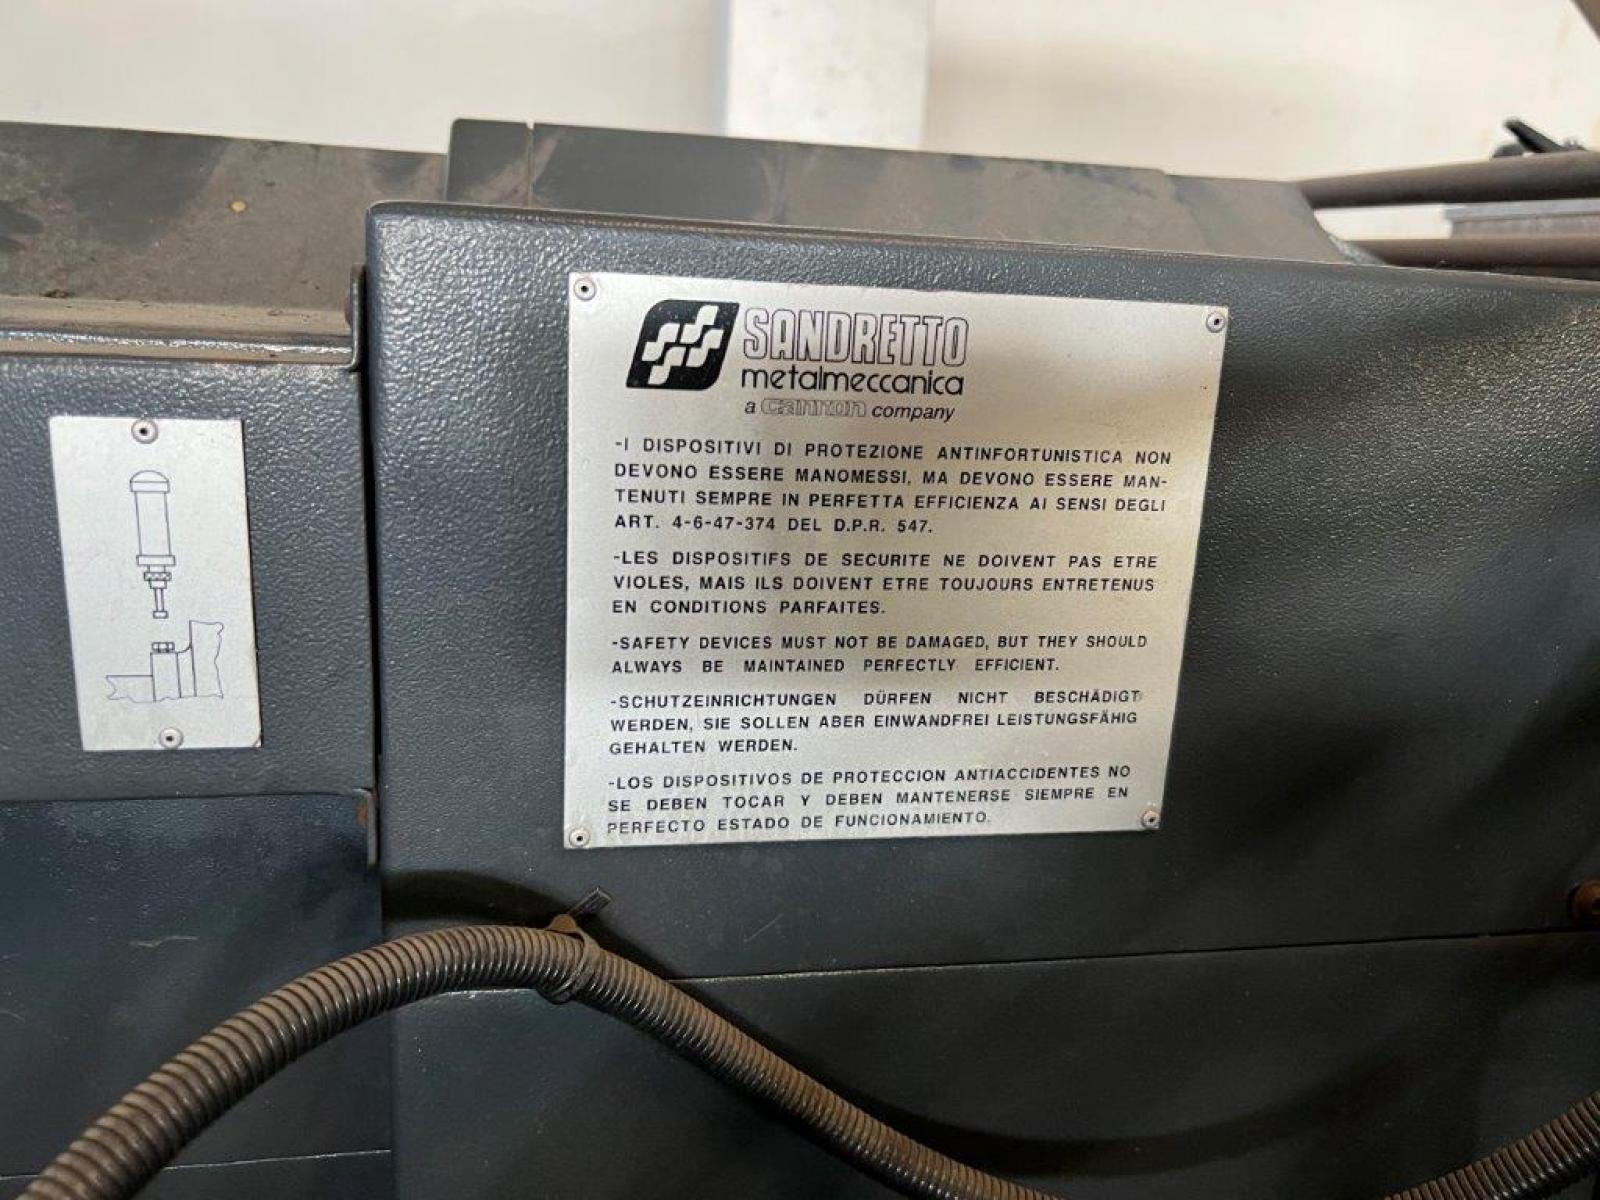 SANDRETTO
metalmeccanica
a cannon company
-I DISPOSITIVI DI PROTEZIONE ANTINFORTUNISTICA NON
DEVONO ESSERE MANOMESSI, MA DEVONO ESSERE MAN-
TENUTI SEMPRE IN PERFETTA EFFICIENZA AI SENSI DEGLI
ART. 4-6-47-374 DEL D.P.R. 547.
-LES DISPOSITIFS DE SECURITE NE DOIVENT PAS ETRE
VIOLES, MAIS ILS DOIVENT ETRE TOUJOURS ENTRETENUS
EN CONDITIONS PARFAITES.
-SAFETY DEVICES MUST NOT BE DAMAGED, BUT THEY SHOULD
ALWAYS BE MAINTAINED PERFECTLY EFFICIENT.
-SCHUTZEINRICHTUNGEN DÜRFEN NICHT BESCHÄDIGT
WERDEN, SIE SOLLEN ABER EINWANDFREI LEISTUNGSFÄHIG
GEHALTEN WERDEN.
-LOS DISPOSITIVOS DE PROTECCION ANTIACCIDENTES NO
SE DEBEN TOCAR Y DEBEN MANTENERSE SIEMPRE EN
PERFECTO ESTADO DE FUNCIONAMIENTO.